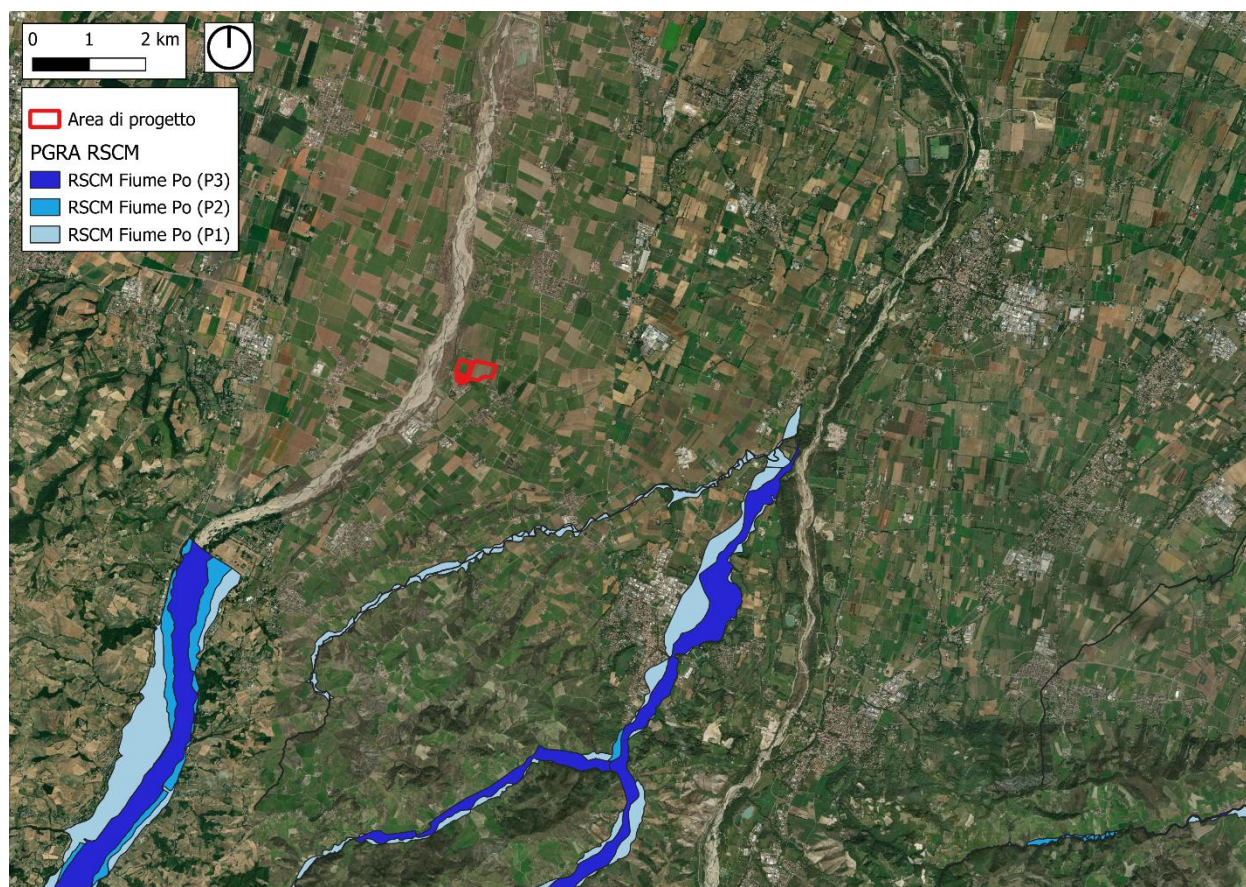 0 1 2 km
Area di progetto
PGRA RSCM
RSCM Fiume Po (P3)
RSCM Fiume Po (P2)
RSCM Fiume Po (P1)